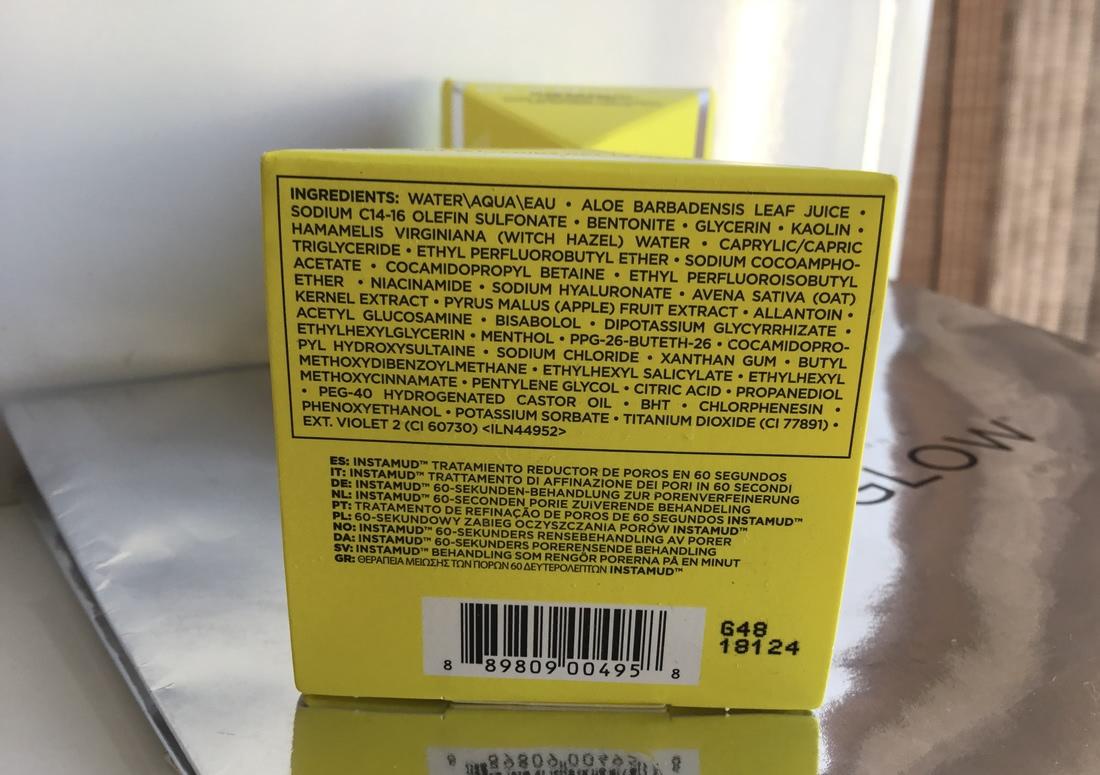 INGREDIENTS: WATER\AQUA\EAU • ALOE BARBADENSIS LEAF JUICE •
SODIUM C14-16 OLEFIN SULFONATE • BENTONITE • GLYCERIN • KAOLIN •
HAMAMELIS VIRGINIANA (WITCH HAZEL) WATER • CAPRYLIC/CAPRIC
TRIGLYCERIDE • ETHYL PERFLUOROBUTYL ETHER • SODIUM COCOAMPHO-
ACETATE • COCAMIDOPROPYL BETAINE • ETHYL PERFLUOROISOBUTYL
ETHER • NIACINAMIDE • SODIUM HYALURONATE • AVENA SATIVA (OAT)
KERNEL EXTRACT • PYRUS MALUS (APPLE) FRUIT EXTRACT • ALLANTOIN •
ACETYL GLUCOSAMINE • BISABOLOL • DIPOTASSIUM GLYCYRRHIZATE •
ETHYLHEXYLGLYCERIN • MENTHOL • PPG-26-BUTETH-26 • COCAMIDOPRO-
PYL HYDROXYSULTAINE • SODIUM CHLORIDE • XANTHAN GUM • BUTYL
METHOXYDIBENZOYLMETHANE • ETHYLHEXYL SALICYLATE • ETHYLHEXYL
METHOXYCINNAMATE • PENTYLENE GLYCOL • CITRIC ACID • PROPANEDIOL
• PEG-40 HYDROGENATED CASTOR OIL • BHT • CHLORPHENESIN •
PHENOXYETHANOL • POTASSIUM SORBATE • TITANIUM DIOXIDE (CI 77891) •
EXT. VIOLET 2 (CI 60730) <ILN44952>
ES: INSTAMUD™ TRATAMIENTO REDUCTOR DE POROS EN 60 SEGUNDOS
IT: INSTAMUD™ TRATTAMENTO DI AFFINAZIONE DEI PORI IN 60 SECONDI
DE: INSTAMUD™ 60-SEKUNDEN-BEHANDLUNG ZUR PORENVERFEINERUNG
NL: INSTAMUD™ 60-SECONDEN PORIE ZUIVERENDE BEHANDELING
PT: TRATAMENTO DE REFINAÇÃO DE POROS DE 60 SEGUNDOS INSTAMUD™
PL: 60-SEKUNDOWY ZABIEG OCZYSZCZANIA PORÓW INSTAMUD™
NO: INSTAMUD™ 60-SEKUNDERS RENSEBEHANDLING AV PORER
DA: INSTAMUD™ 60-SEKUNDERS PORERENSENDE BEHANDLING
SV: INSTAMUD™ BEHANDLING SOM RENGÖR PORERNA PÅ EN MINUT
GR: ΘΕΡΑΠΕΙΑ ΜΕΙΩΣΗΣ ΤΩΝ ΠΟΡΩΝ 60 ΔΕΥΤΕΡΟΛΕΠΤΩΝ INSTAMUD™
8 89809 00495 8
648
18124
GLOW